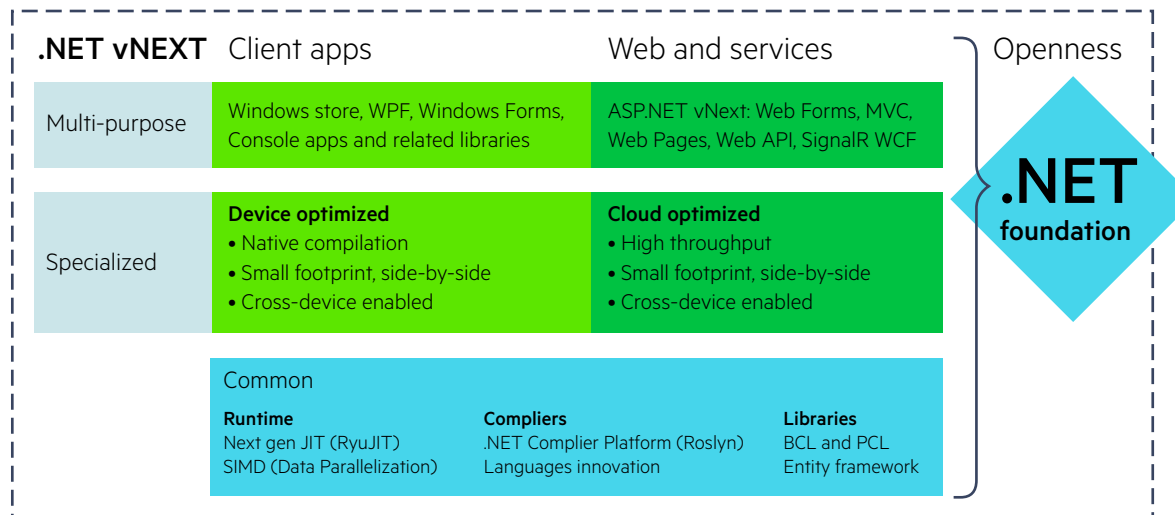 .NET vNEXT
Client apps
Web and services
Openness
Multi-purpose
Windows store, WPF, Windows Forms,
Console apps and related libraries
ASP.NET vNext: Web Forms, MVC,
Web Pages, Web API, SignalR WCF
.NET
foundation
Specialized
Device optimized
• Native compilation
• Small footprint, side-by-side
• Cross-device enabled
Cloud optimized
• High throughput
• Small footprint, side-by-side
• Cross-device enabled
Common
Runtime
Next gen JIT (RyuJIT)
SIMD (Data Parallelization)
Compliers
.NET Complier Platform (Roslyn)
Languages innovation
Libraries
BCL and PCL
Entity framework